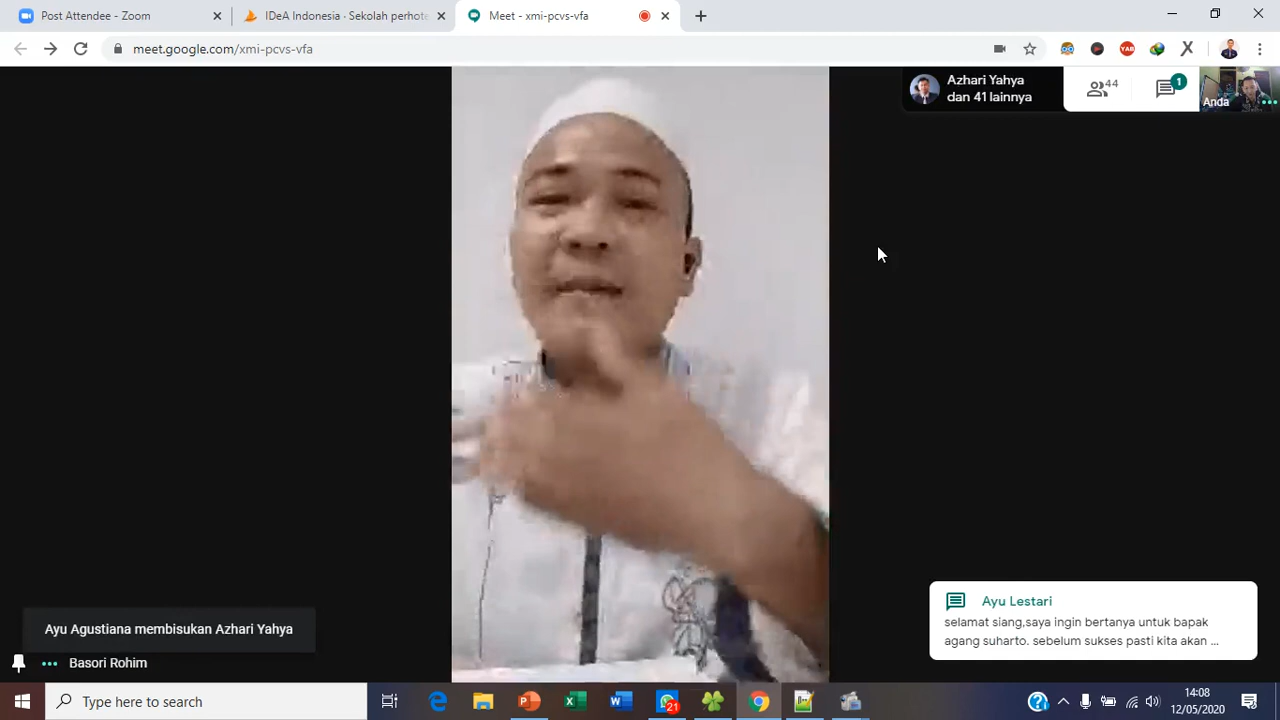 Post Attendee - Zoom
IDeA Indonesia · Sekolah perhote
Meet - xmi-pcvs-vfa
meet.google.com/xmi-pcvs-vfa
YAB
X
Azhari Yahya
dan 41 lainnya
44
1
Anda
Ayu Agustiana membisukan Azhari Yahya
Basori Rohim
Ayu Lestari
selamat siang,saya ingin bertanya untuk bapak
agang suharto. sebelum sukses pasti kita akan ...
Type here to search
21
14:08
12/05/2020